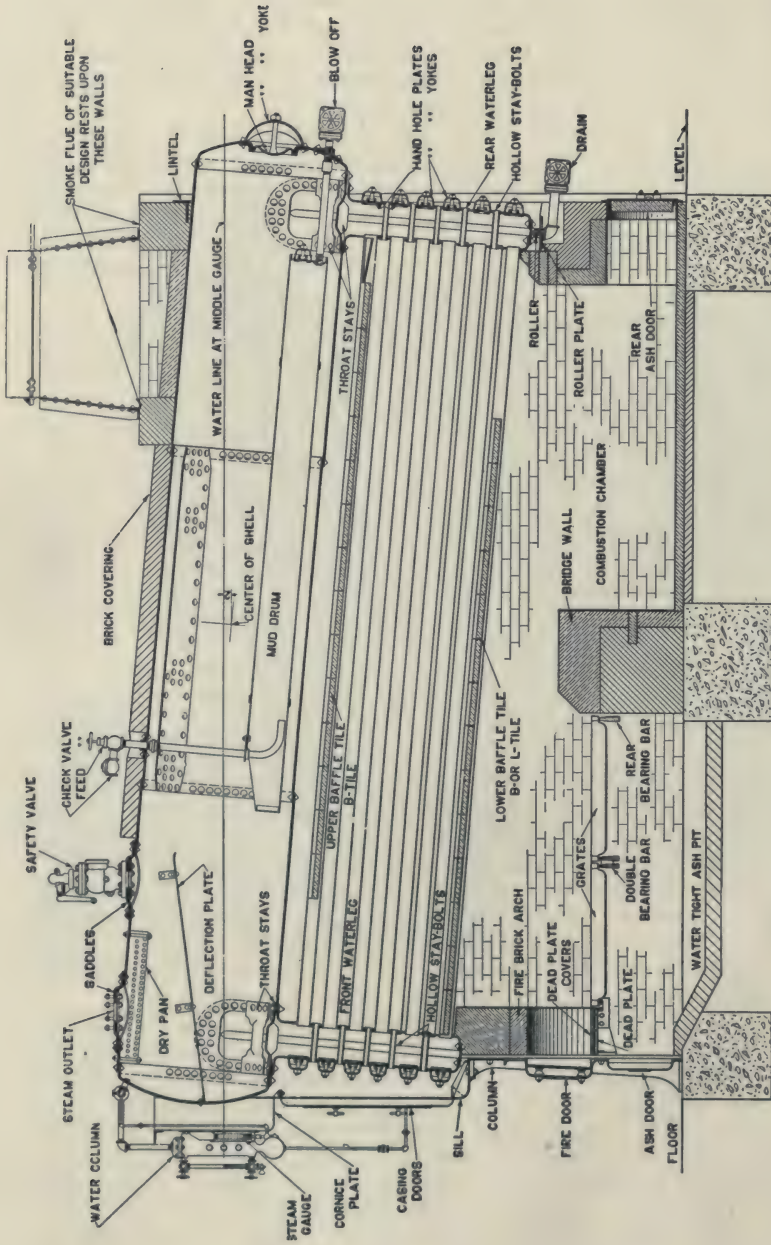 SMOKE FLUE OF SUITABLE
DESIGN RESTS UPON
THESE WALLS
MAN HEAD
" " YOKE
BLOW OFF
LINTEL
BRICK COVERING
CHECK VALVE
FEED "
SAFETY VALVE
SADDLES
STEAM OUTLET
WATER COLUMN
DRY PAN
DEFLECTION PLATE
WATER LINE AT MIDDLE GAUGE
CENTER OF SHELL
MUD DRUM
THROAT STAYS
THROAT STAYS
HAND HOLE PLATES
" " YOKES
REAR WATERLEG
HOLLOW STAY-BOLTS
DRAIN
UPPER BAFFLE TILE
B-TILE
FRONT WATERLEG
HOLLOW STAY-BOLTS
STEAM
GAUGE
CORNICE
PLATE
CASING
DOORS
SILL
COLUMN
FIRE DOOR
ASH DOOR
FLOOR
LOWER BAFFLE TILE
B-OR L-TILE
FIRE BRICK ARCH
DEAD PLATE
COVERS
DEAD PLATE
GRATES
DOUBLE
BEARING BAR
REAR
BEARING BAR
WATER TIGHT ASH PIT
BRIDGE WALL
COMBUSTION CHAMBER
ROLLER
ROLLER PLATE
REAR
ASH DOOR
LEVEL